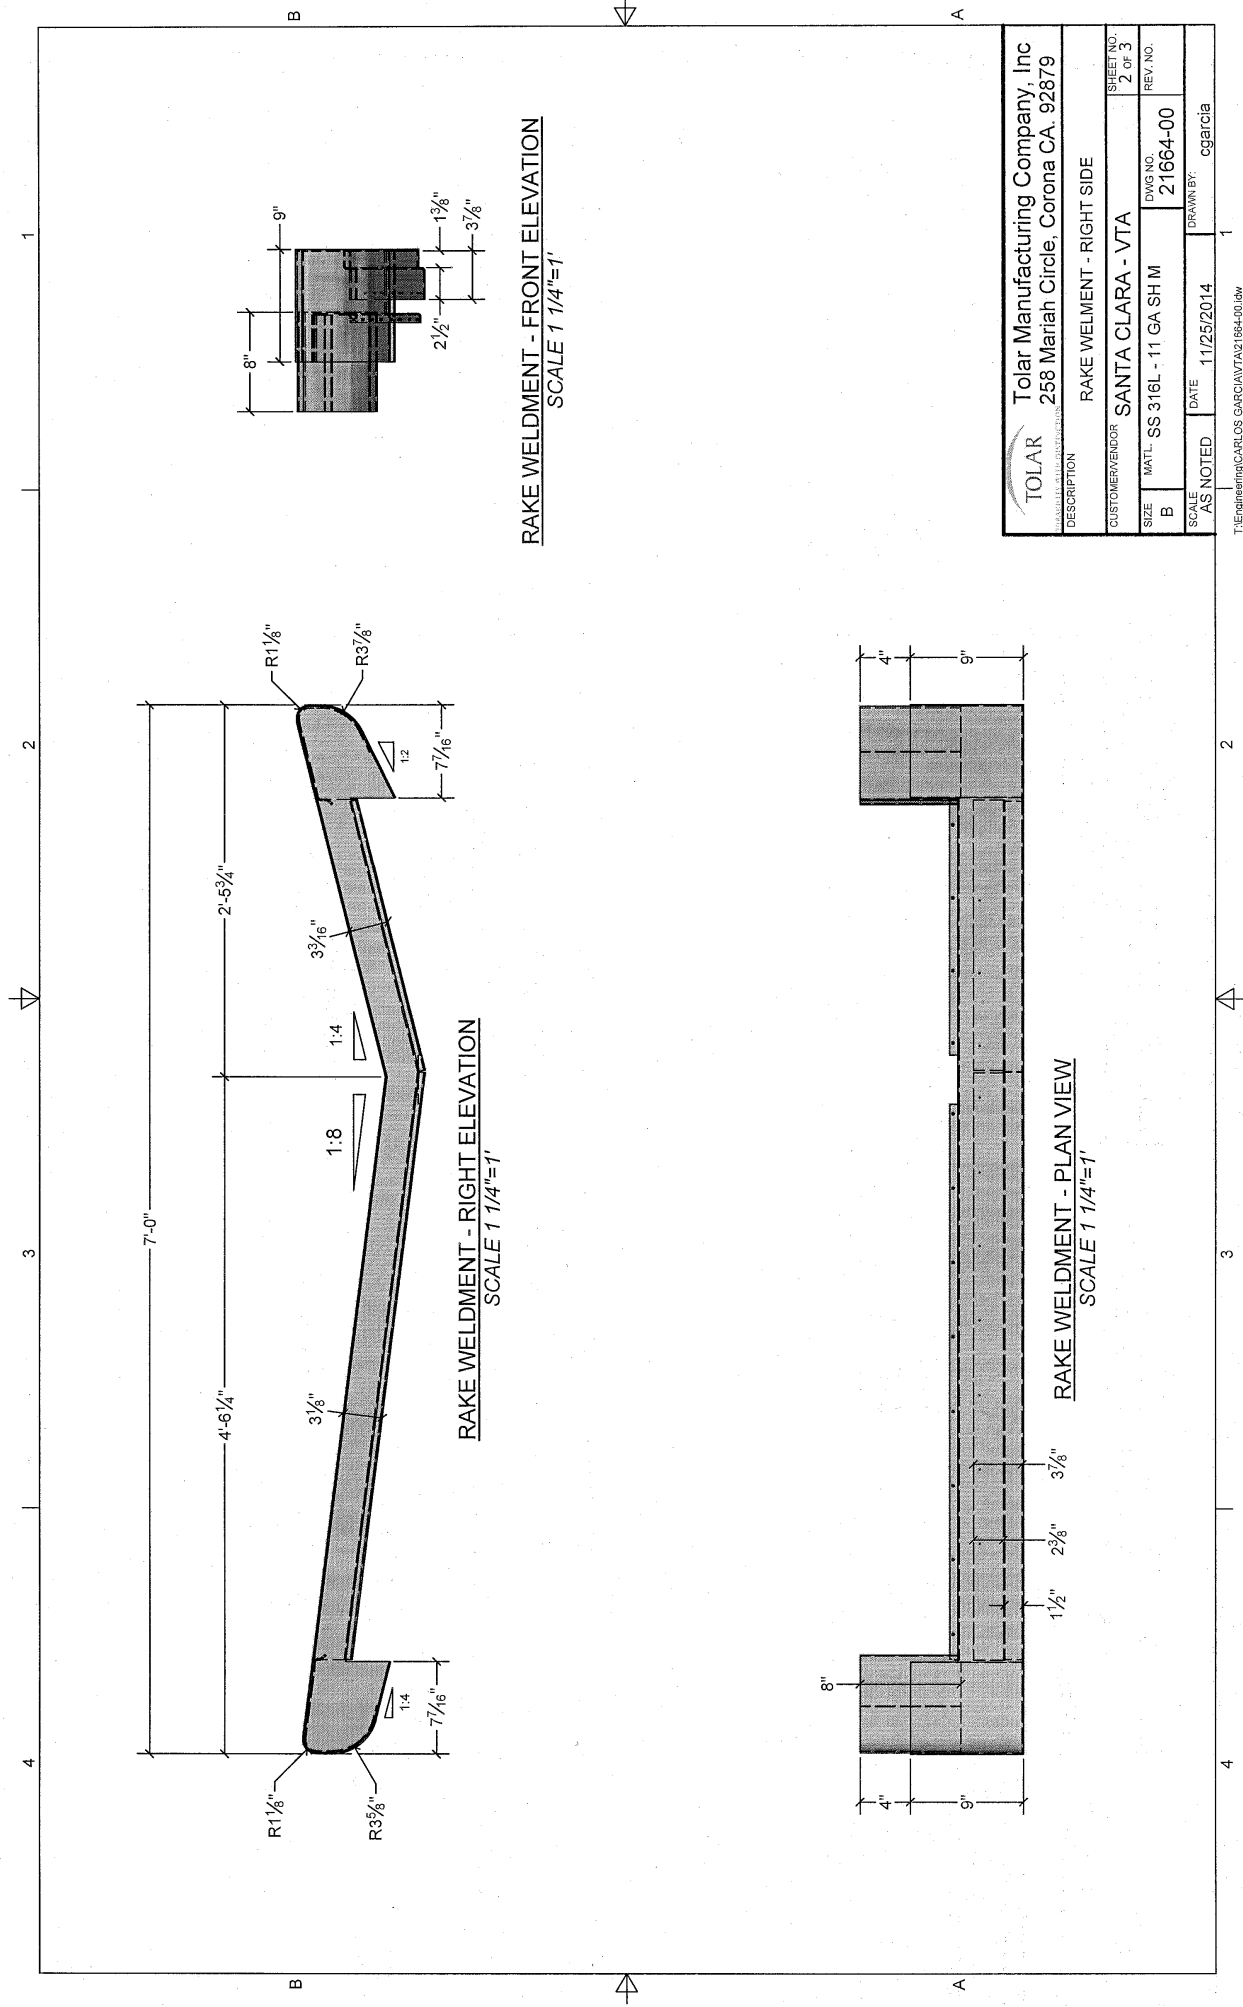 4
3
2
1
B
B
7'-0"
4'-6¼"
2'-5¾"
R1⅛"
R3⅝"
7⁷⁄₁₆"
1:4
3⅛"
1:8
1:4
3³⁄₁₆"
R1⅛"
R3⅞"
1:2
7⁷⁄₁₆"
RAKE WELDMENT - RIGHT ELEVATION
SCALE 1 1/4"=1'
8"
9"
2½"
1⅜"
3⅞"
RAKE WELDMENT - FRONT ELEVATION
SCALE 1 1/4"=1'
4"
9"
8"
1½"
2⅜"
3⅞"
4"
9"
RAKE WELDMENT - PLAN VIEW
SCALE 1 1/4"=1'
A
A
TOLAR
Tolar Manufacturing Company, Inc
258 Mariah Circle, Corona CA. 92879
DESCRIPTION
RAKE WELMENT - RIGHT SIDE
CUSTOMER/VENDOR
SANTA CLARA - VTA
SHEET NO.
2 OF 3
SIZE
B
MATL.
SS 316L - 11 GA SH M
DWG NO.
21664-00
REV. NO.
SCALE
AS NOTED
DATE
11/25/2014
DRAWN BY:
cgarcia
4
3
2
1
T:\Engineering\CARLOS GARCIA\VTA\21664-00.idw